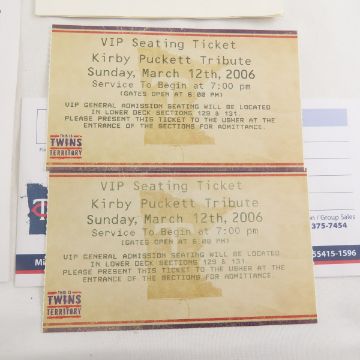 VIP Seating Ticket
Kirby Puckett Tribute
Sunday, March 12th, 2006
Service To Begin at 7:00 pm
(GATES OPEN AT 6:00 PM)
VIP GENERAL ADMISSION SEATING WILL BE LOCATED
IN LOWER DECK SECTIONS 129 & 131.
PLEASE PRESENT THIS TICKET TO THE USHER AT THE
ENTRANCE OF THE SECTIONS FOR ADMITTANCE.
THIS IS
TWINS
TERRITORY
VIP Seating Ticket
Kirby Puckett Tribute
Sunday, March 12th, 2006
Service To Begin at 7:00 pm
(GATES OPEN AT 6:00 PM)
VIP GENERAL ADMISSION SEATING WILL BE LOCATED
IN LOWER DECK SECTIONS 129 & 131.
PLEASE PRESENT THIS TICKET TO THE USHER AT THE
ENTRANCE OF THE SECTIONS FOR ADMITTANCE.
THIS IS
TWINS
TERRITORY
/ Group Sales
375-7454
55415-1596